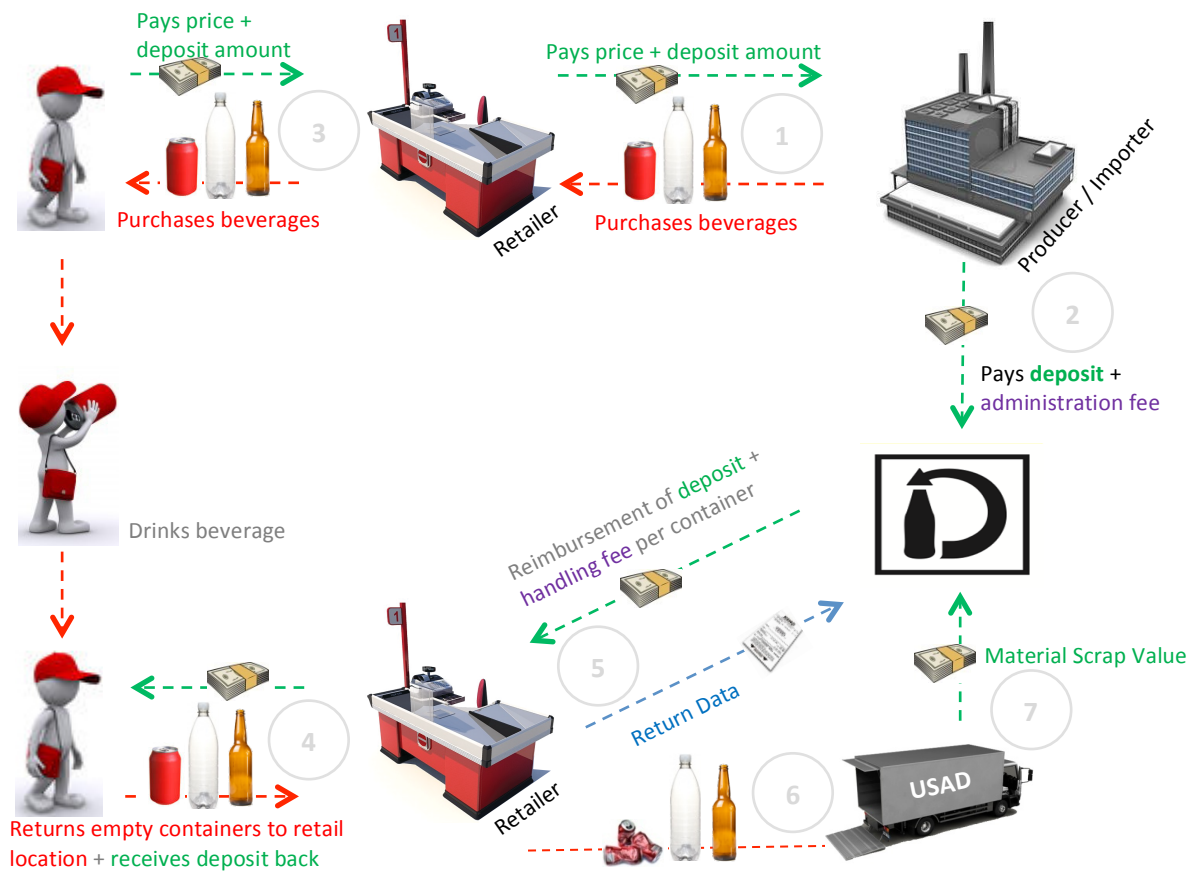 Pays price +
deposit amount
Pays price + deposit amount
1
3
1
Purchases beverages
Retailer
Purchases beverages
Producer / Importer
2
Pays deposit +
administration fee
Drinks beverage
Reimbursement of deposit +
handling fee per container
1
5
Return Data
Material Scrap Value
7
4
6
USAD
Retailer
Returns empty containers to retail
location + receives deposit back